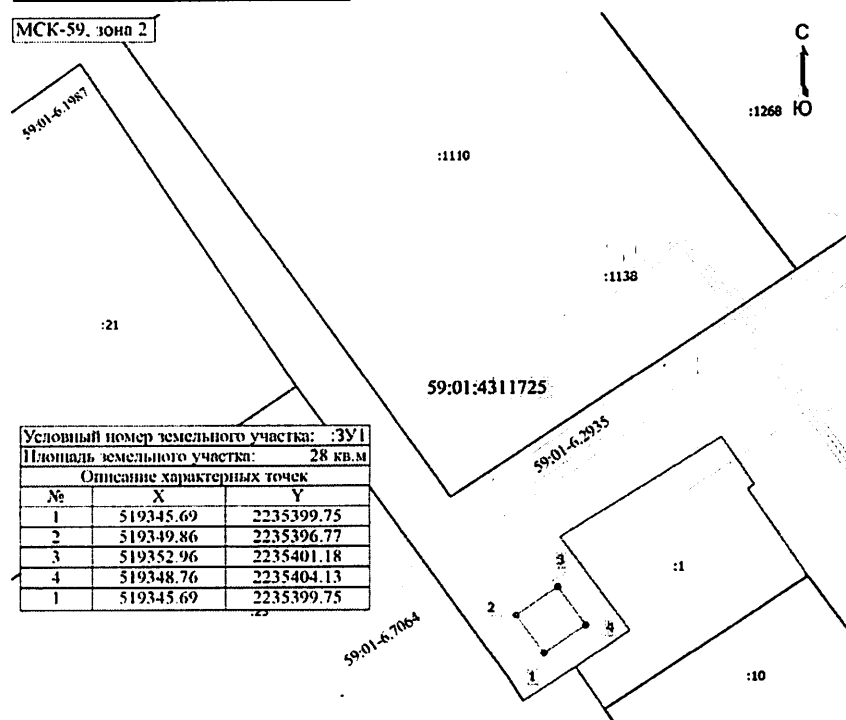 МСК-59, зона 2
С
Ю
59:01-6.1987
:1268
:1110
:1138
:21
59:01:4311725
59:01-6.2935
Условный номер земельного участка: :ЗУ1
Площадь земельного участка: 28 кв.м
Описание характерных точек
№ X Y
1 519345.69 2235399.75
2 519349.86 2235396.77
3 519352.96 2235401.18
4 519348.76 2235404.13
1 519345.69 2235399.75
3
:1
2
4
59:01-6.7064
1
:10